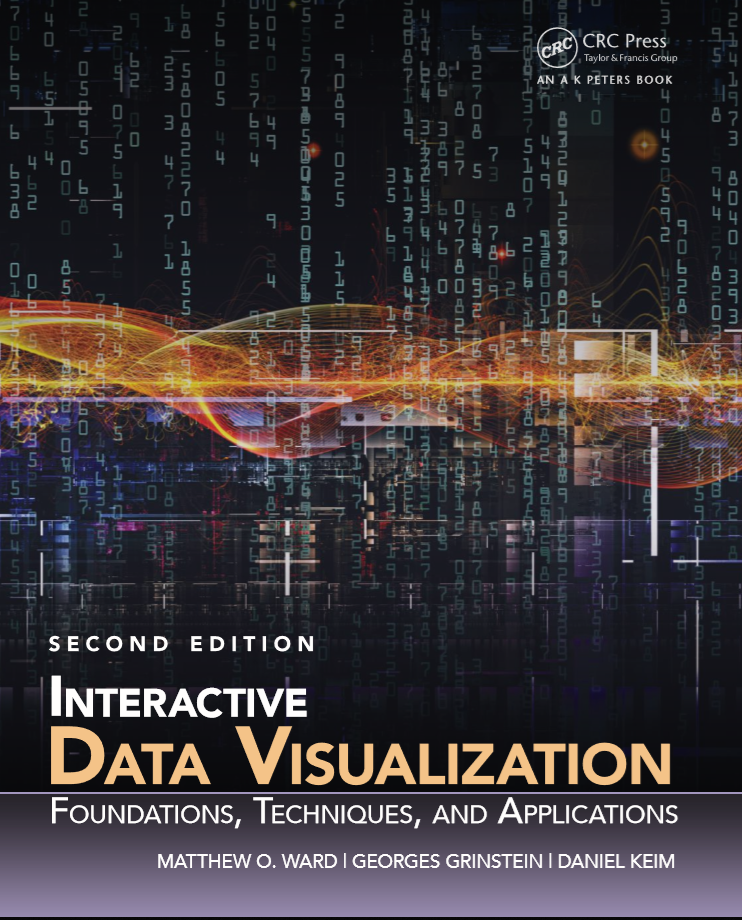 CRC
CRC Press
Taylor & Francis Group
AN A K PETERS BOOK
SECOND EDITION
INTERACTIVE
DATA VISUALIZATION
FOUNDATIONS, TECHNIQUES, AND APPLICATIONS
MATTHEW O. WARD | GEORGES GRINSTEIN | DANIEL KEIM